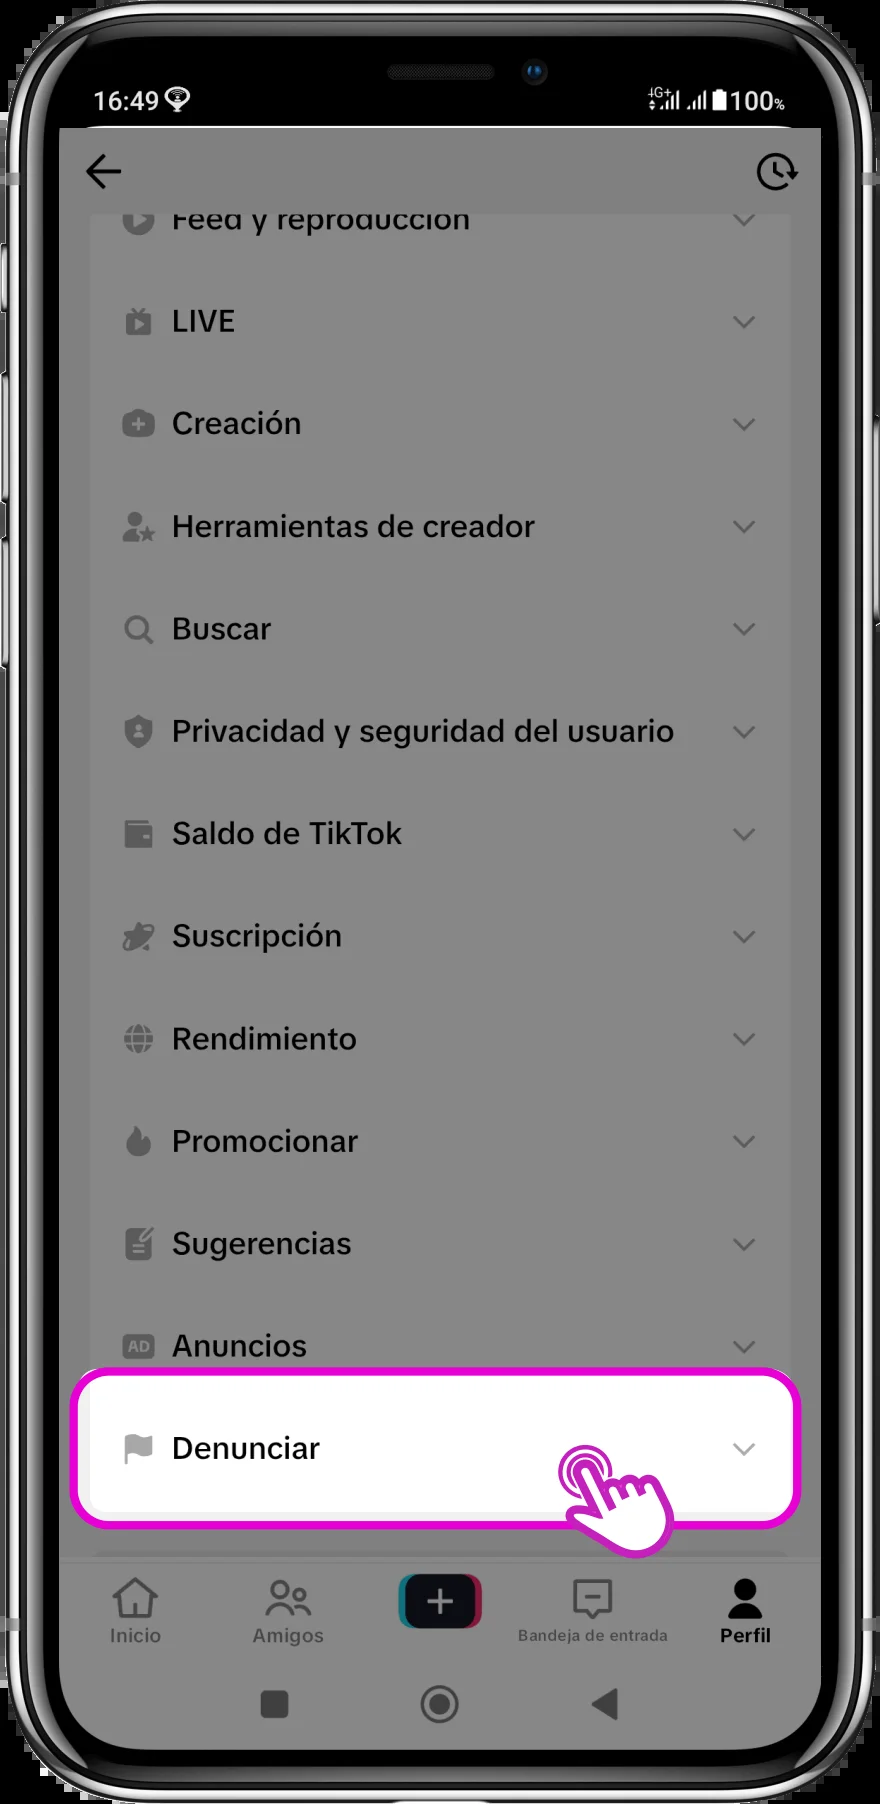 16:49
4G+
100%
Feed y reproducción
LIVE
Creación
Herramientas de creador
Buscar
Privacidad y seguridad del usuario
Saldo de TikTok
Suscripción
Rendimiento
Promocionar
Sugerencias
AD Anuncios
Denunciar
Inicio
Amigos
Bandeja de entrada
Perfil